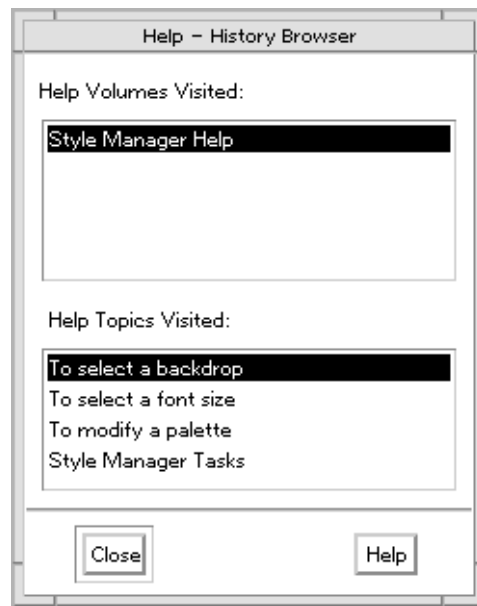 Help - History Browser
Help Volumes Visited:
Style Manager Help
Help Topics Visited:
To select a backdrop
To select a font size
To modify a palette
Style Manager Tasks
Close
Help